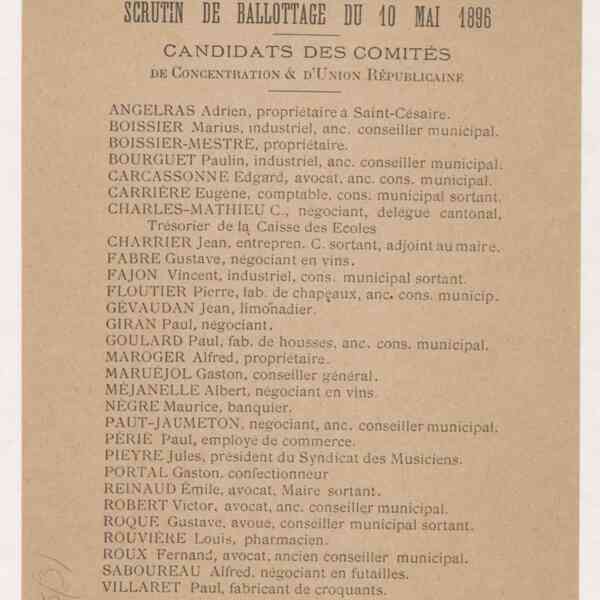 SCRUTIN DE BALLOTTAGE DU 10 MAI 1896
CANDIDATS DES COMITÉS
DE CONCENTRATION & D'UNION RÉPUBLICAINE
ANGELRAS Adrien, propriétaire à Saint-Césaire.
BOISSIER Marius, industriel, anc. conseiller municipal.
BOISSIER-MESTRE, propriétaire.
BOURGUET Paulin, industriel, anc. conseiller municipal.
CARCASSONNE Edgard, avocat, anc. cons. municipal.
CARRIÈRE Eugène, comptable, cons. municipal sortant.
CHARLES-MATHIEU C., négociant, délégué cantonal,
Trésorier de la Caisse des Ecoles
CHARRIER Jean, entrepren. C. sortant, adjoint au maire.
FABRE Gustave, négociant en vins.
FAJON Vincent, industriel, cons. municipal sortant.
FLOUTIER Pierre, fab. de chapeaux, anc. cons. municip.
GÉVAUDAN Jean, limonadier.
GIRAN Paul, négociant.
GOULARD Paul, fab. de housses, anc. cons. municipal.
MAROGER Alfred, propriétaire.
MARUÉJOL Gaston, conseiller général.
MÉJANELLE Albert, négociant en vins.
NÈGRE Maurice, banquier.
PAUT-JAUMETON, négociant, anc. conseiller municipal.
PÉRIÉ Paul, employé de commerce.
PIEYRE Jules, président du Syndicat des Musiciens.
PORTAL Gaston, confectionneur
REINAUD Émile, avocat, Maire sortant.
ROBERT Victor, avocat, anc. conseiller municipal.
ROQUE Gustave, avoué, conseiller municipal sortant.
ROUVIÈRE Louis, pharmacien.
ROUX Fernand, avocat, ancien conseiller municipal.
SABOUREAU Alfred, négociant en futailles.
VILLARET Paul, fabricant de croquants.